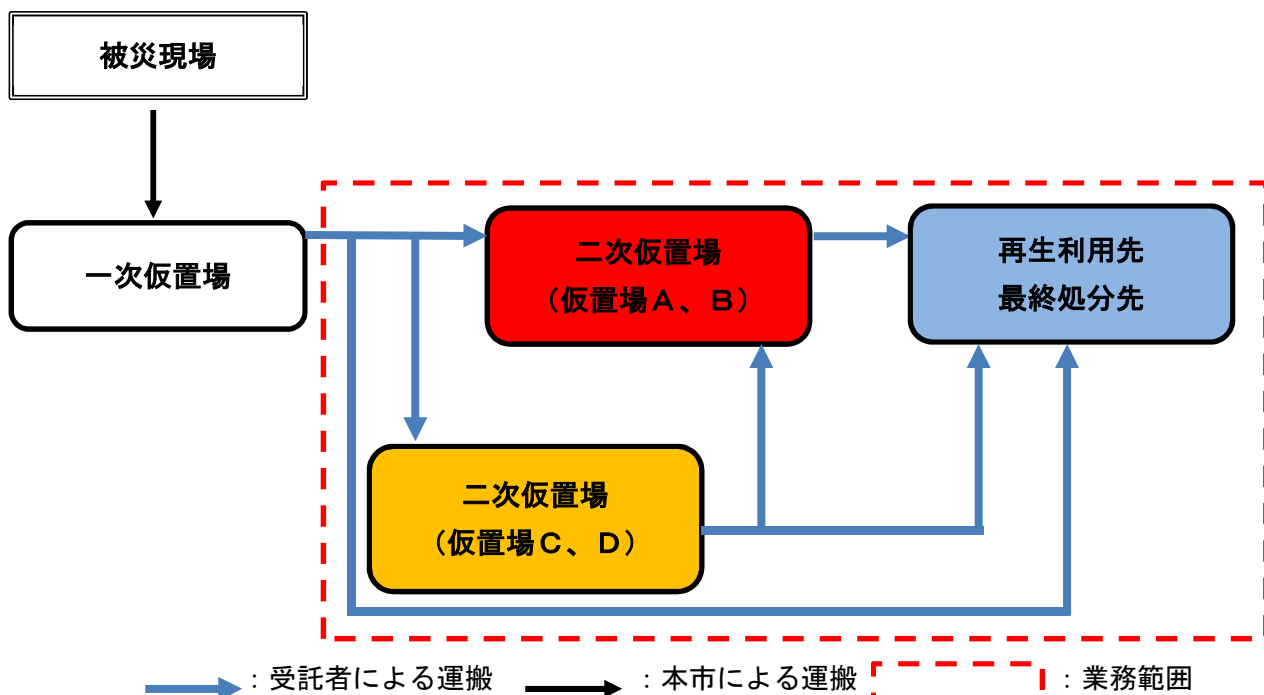 被災現場
一次仮置場
二次仮置場
（仮置場Ａ、Ｂ）
再生利用先
最終処分先
二次仮置場
（仮置場Ｃ、Ｄ）
：受託者による運搬
：本市による運搬
：業務範囲